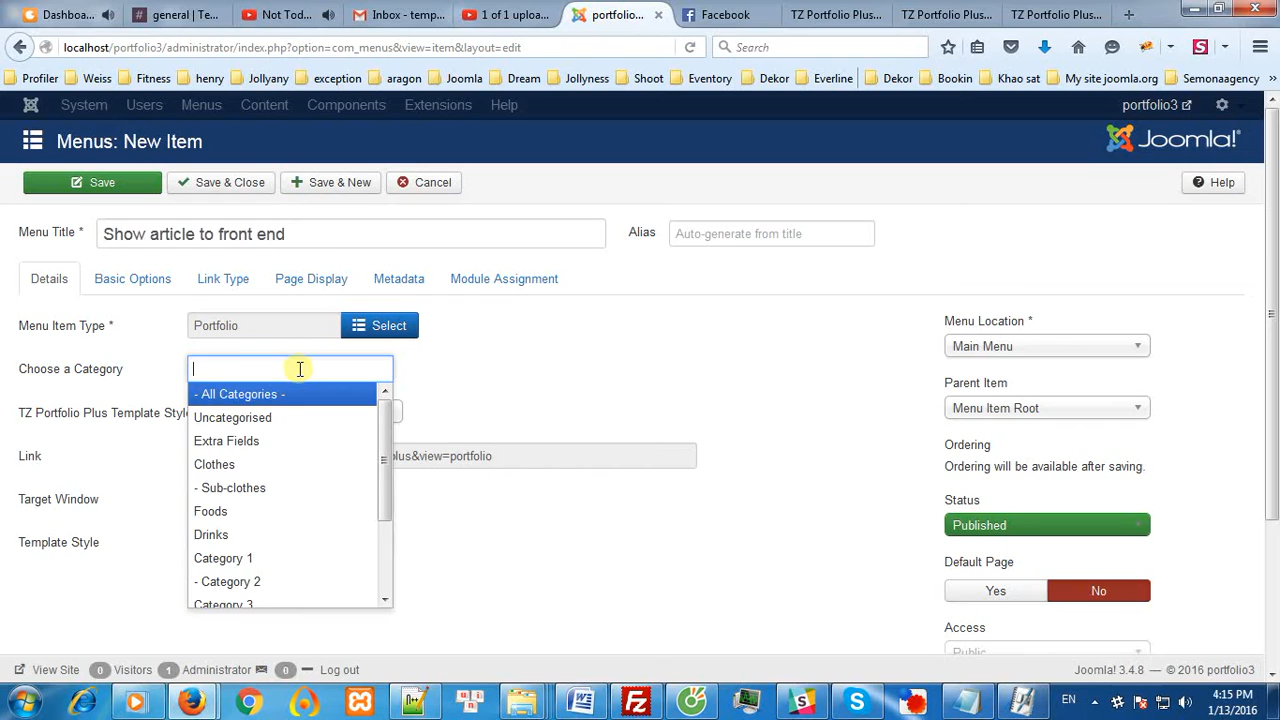 Dashboa...
# general | Te...
Not Tod...
Inbox - temp...
1 of 1 uploa...
portfolio...
Facebook
TZ Portfolio Plus...
TZ Portfolio Plus...
TZ Portfolio Plus...
localhost/portfolio3/administrator/index.php?option=com_menus&view=item&layout=edit
Search
Profiler
Weiss
Fitness
henry
Jollyany
exception
aragon
Joomla
Dream
Jollyness
Shoot
Eventory
Dekor
Everline
Dekor
Bookin
Khao sat
My site joomla.org
Semonaagency
System Users Menus Content Components Extensions Help
portfolio3
Menus: New Item
Joomla!®
Save
Save & Close
Save & New
Cancel
Help
Menu Title * Show article to front end
Alias Auto-generate from title
Details Basic Options Link Type Page Display Metadata Module Assignment
Menu Item Type * Portfolio Select
Choose a Category
- All Categories -
Uncategorised
Extra Fields
Clothes
- Sub-clothes
Foods
Drinks
Category 1
- Category 2
Category 3
TZ Portfolio Plus Template Style
Link plus&view=portfolio
Target Window
Template Style
Menu Location *
Main Menu
Parent Item
Menu Item Root
Ordering
Ordering will be available after saving.
Status
Published
Default Page
Yes No
Access
Public
View Site 0 Visitors 1 Administrator 0 Log out
Joomla! 3.4.8 — © 2016 portfolio3
EN
4:15 PM
1/13/2016